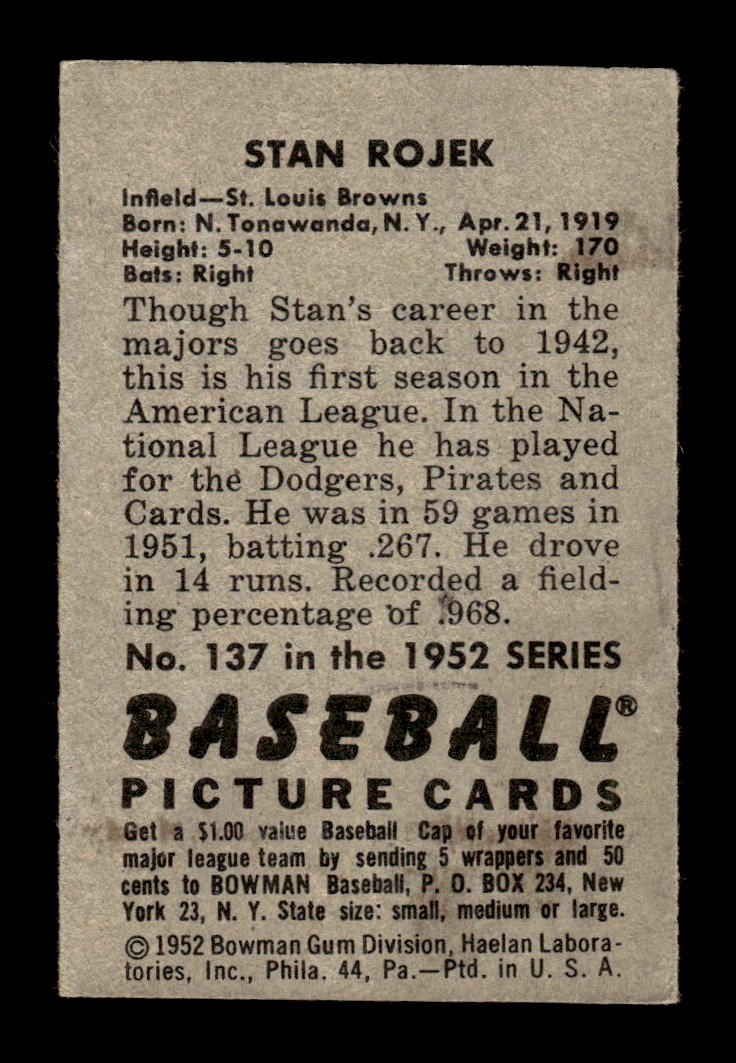 STAN ROJEK
Infield—St. Louis Browns
Born: N. Tonawanda, N. Y., Apr. 21, 1919
Height: 5-10 Weight: 170
Bats: Right Throws: Right
Though Stan's career in the
majors goes back to 1942,
this is his first season in the
American League. In the Na-
tional League he has played
for the Dodgers, Pirates and
Cards. He was in 59 games in
1951, batting .267. He drove
in 14 runs. Recorded a field-
ing percentage of .968.
No. 137 in the 1952 SERIES
BASEBALL®
PICTURE CARDS
Get a $1.00 value Baseball Cap of your favorite
major league team by sending 5 wrappers and 50
cents to BOWMAN Baseball, P. O. BOX 234, New
York 23, N. Y. State size: small, medium or large.
© 1952 Bowman Gum Division, Haelan Labora-
tories, Inc., Phila. 44, Pa.—Ptd. in U. S. A.